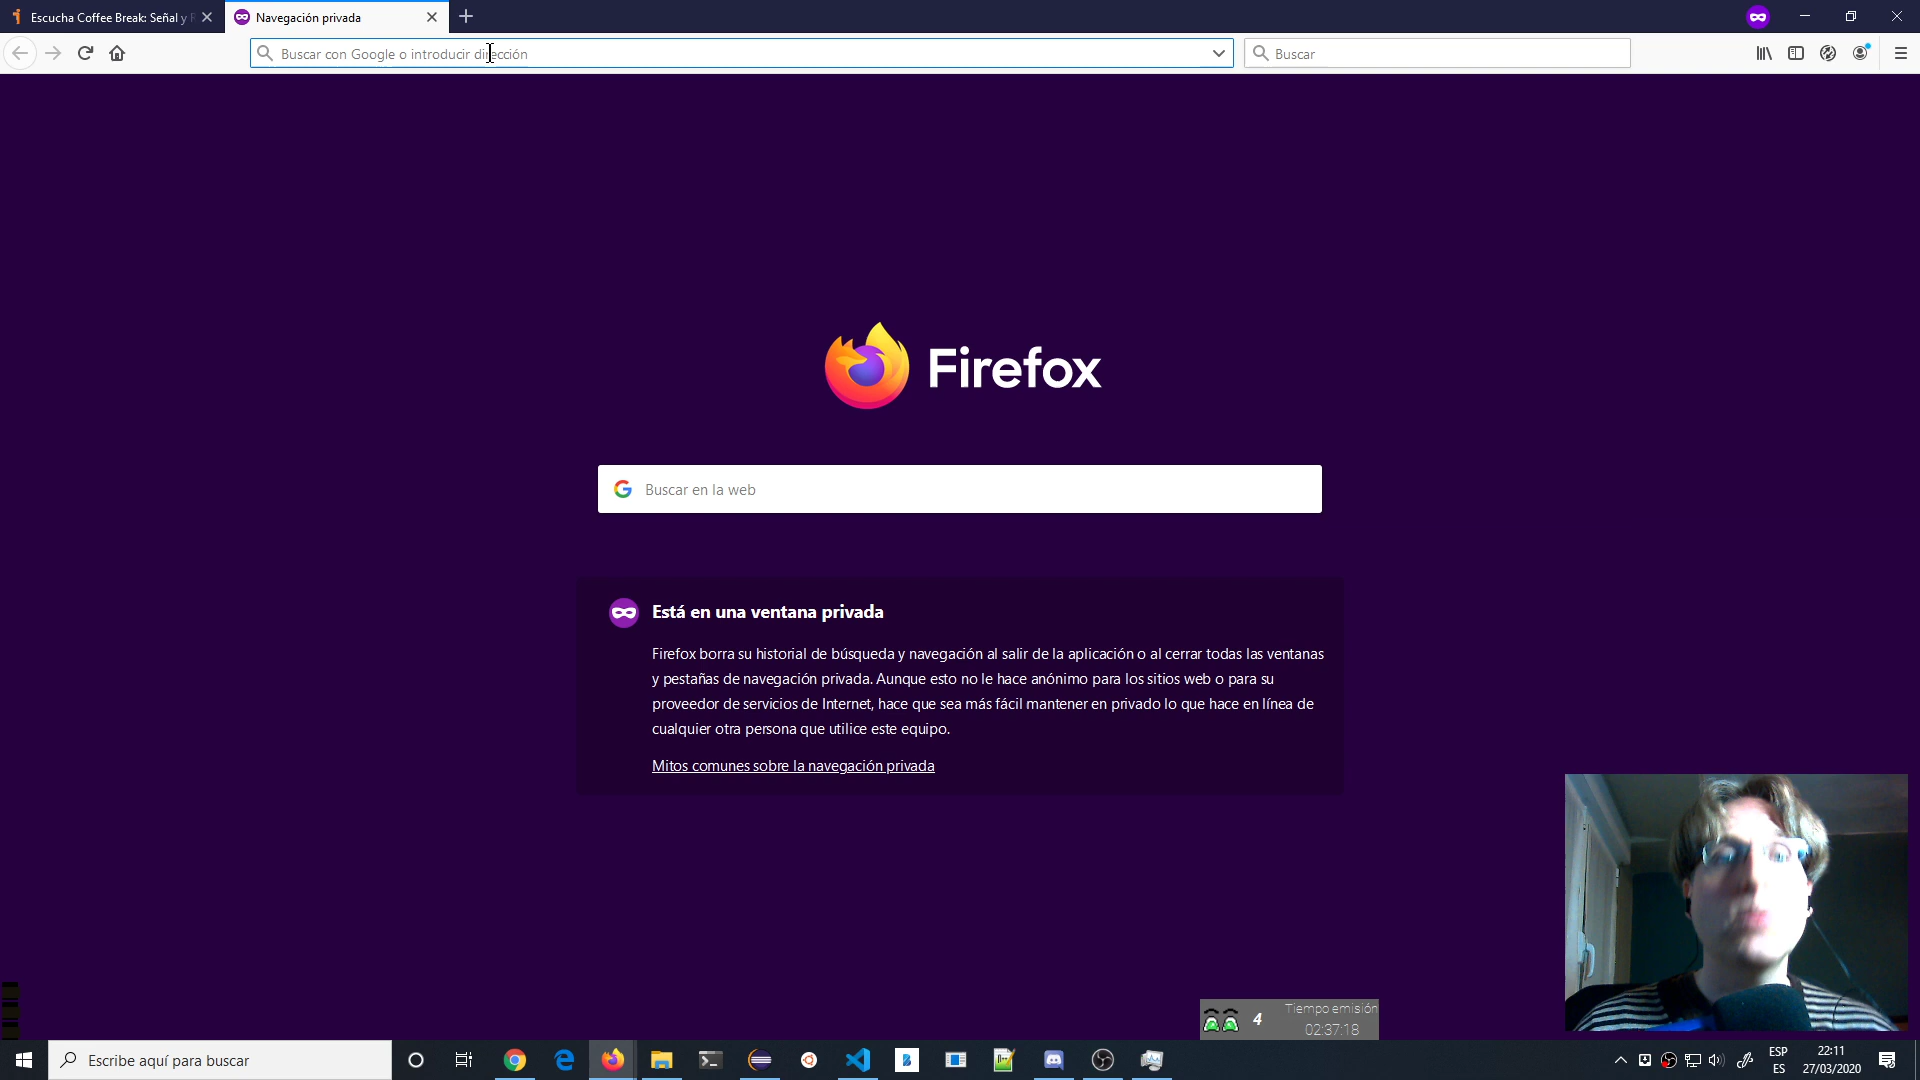 Escucha Coffee Break: Señal y R
Navegación privada
Buscar con Google o introducir dirección
Buscar
Firefox
Buscar en la web
Está en una ventana privada
Firefox borra su historial de búsqueda y navegación al salir de la aplicación o al cerrar todas las ventanas
y pestañas de navegación privada. Aunque esto no le hace anónimo para los sitios web o para su
proveedor de servicios de Internet, hace que sea más fácil mantener en privado lo que hace en línea de
cualquier otra persona que utilice este equipo.
Mitos comunes sobre la navegación privada
4
Tiempo emisión
02:37:18
Escribe aquí para buscar
ESP
ES
22:11
27/03/2020